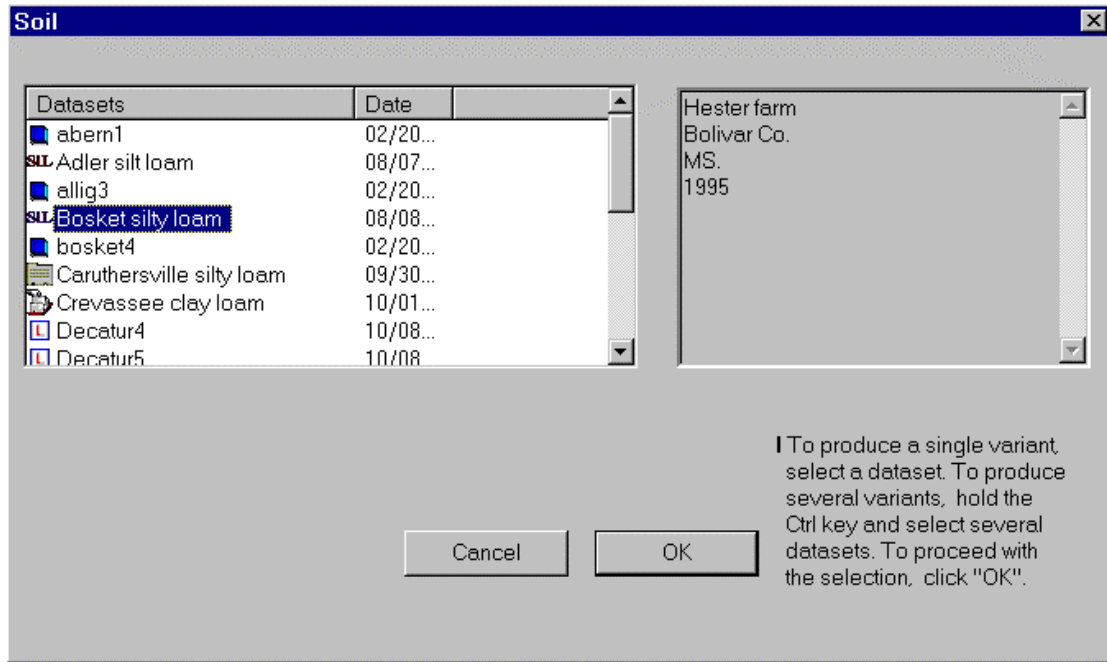 Soil
Datasets Date
abern1 02/20...
SIL Adler silt loam 08/07...
allig3 02/20...
SIL Bosket silty loam 08/08...
bosket4 02/20...
Caruthersville silty loam 09/30...
Crevassee clay loam 10/01...
L Decatur4 10/08...
L Decatur5 10/08
Hester farm
Bolivar Co.
MS.
1995
Cancel
OK
I To produce a single variant,
select a dataset. To produce
several variants, hold the
Ctrl key and select several
datasets. To proceed with
the selection, click "OK".